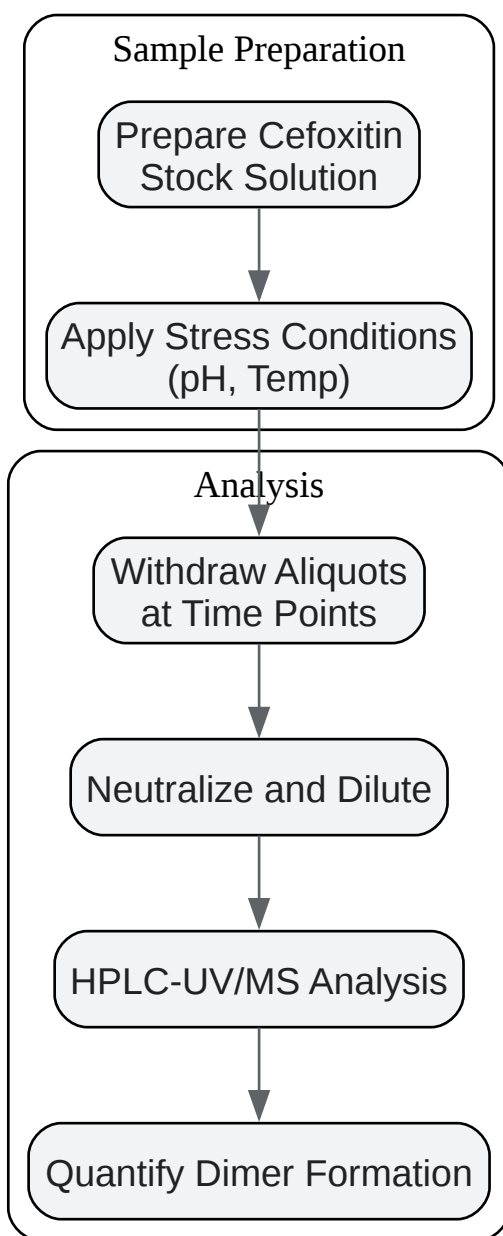 Sample Preparation
Prepare Cefoxitin
Stock Solution
Apply Stress Conditions
(pH, Temp)
Analysis
Withdraw Aliquots
at Time Points
Neutralize and Dilute
HPLC-UV/MS Analysis
Quantify Dimer Formation